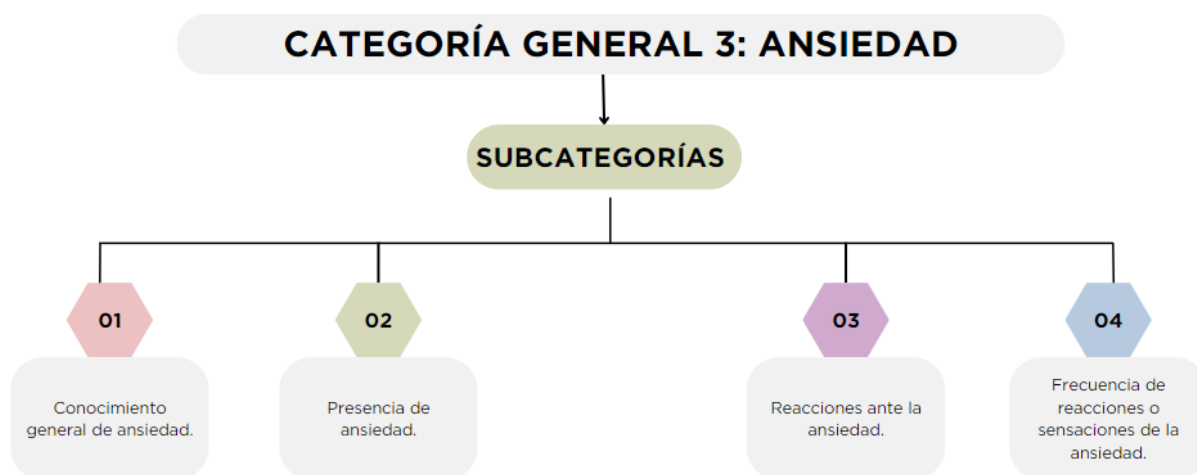 CATEGORÍA GENERAL 3: ANSIEDAD
SUBCATEGORÍAS
01
Conocimiento
general de ansiedad.
02
Presencia de
ansiedad.
03
Reacciones ante la
ansiedad.
04
Frecuencia de
reacciones o
sensaciones de la
ansiedad.